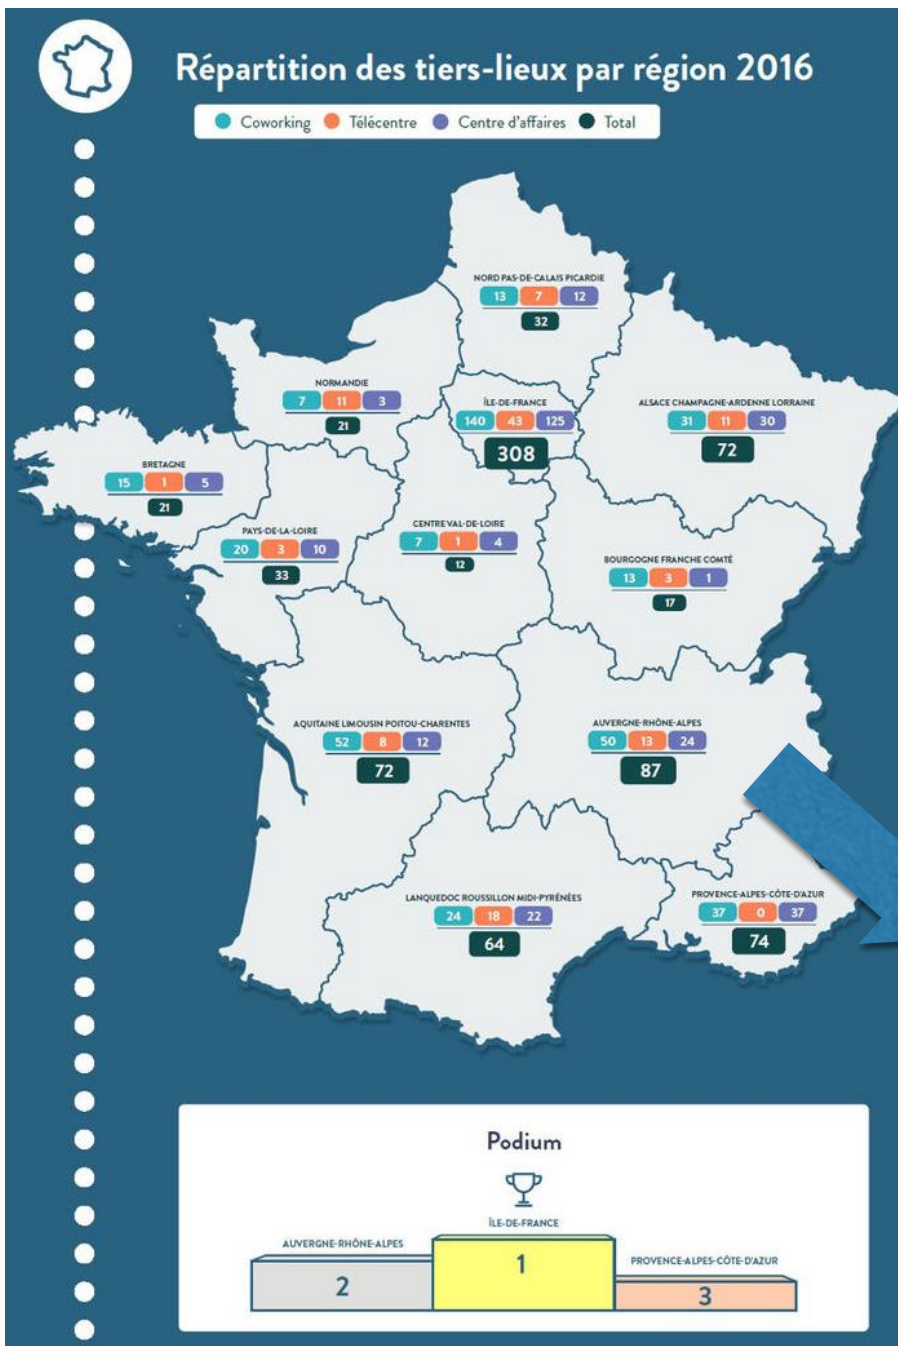 Répartition des tiers-lieux par région 2016
Coworking Télécentre Centre d'affaires Total
NORD PAS-DE-CALAIS PICARDIE
13 7 12
32
NORMANDIE
7 11 3
21
ÎLE-DE-FRANCE
140 43 125
308
ALSACE CHAMPAGNE-ARDENNE LORRAINE
31 11 30
72
BRETAGNE
15 1 5
21
PAYS-DE-LA-LOIRE
20 3 10
33
CENTRE VAL-DE-LOIRE
7 1 4
12
BOURGOGNE FRANCHE COMTÉ
13 3 1
17
AQUITAINE LIMOUSIN POITOU-CHARENTES
52 8 12
72
AUVERGNE-RHÔNE-ALPES
50 13 24
87
LANQUEDOC ROUSSILLON MIDI-PYRÉNÉES
24 18 22
64
PROVENCE-ALPES-CÔTE-D'AZUR
37 0 37
74
Podium
ÎLE-DE-FRANCE
1
AUVERGNE-RHÔNE-ALPES
2
PROVENCE-ALPES-CÔTE-D'AZUR
3